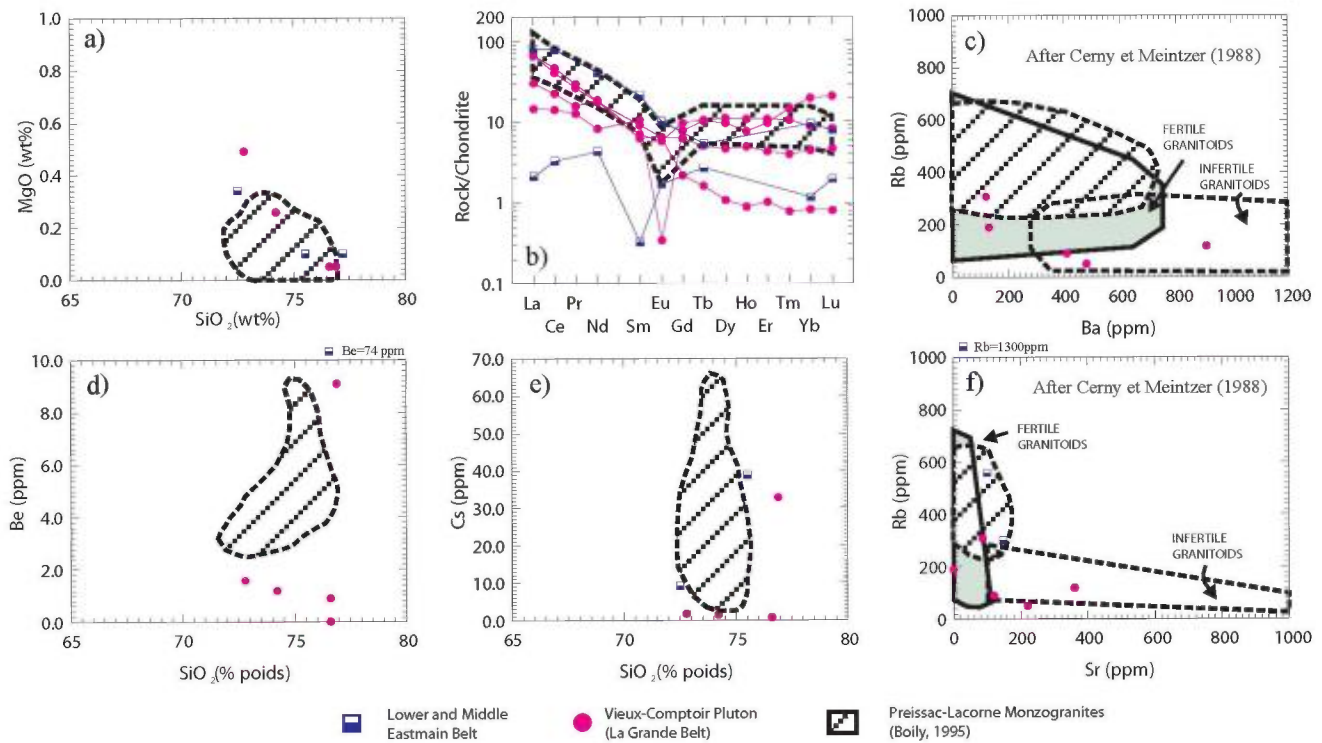 a)
MgO (wt%)
1.0
0.8
0.6
0.4
0.2
0.0
65
70
75
80
SiO 2(wt%)
b)
Rock/Chondrite
200
100
10
1
0.1
La
Pr
Eu
Tb
Ho
Tm
Lu
Ce
Nd
Sm
Gd
Dy
Er
Yb
c)
After Cerny et Meintzer (1988)
Rb (ppm)
1000
800
600
400
200
0
FERTILE
GRANITOIDS
INFERTILE
GRANITOIDS
0
200
400
600
800
1000
1200
Ba (ppm)
d)
Be=74 ppm
Be (ppm)
10.0
8.0
6.0
4.0
2.0
0.0
65
70
75
80
SiO 2(% poids)
e)
Cs (ppm)
70.0
60.0
50.0
40.0
30.0
20.0
10.0
0.0
65
70
75
80
SiO 2(% poids)
f)
Rb=1300ppm
After Cerny et Meintzer (1988)
Rb (ppm)
1000
800
600
400
200
0
FERTILE
GRANITOIDS
INFERTILE
GRANITOIDS
0
200
400
600
800
1000
Sr (ppm)
Lower and Middle
Eastmain Belt
Vieux-Comptoir Pluton
(La Grande Belt)
Preissac-Lacorne Monzogranites
(Boily, 1995)